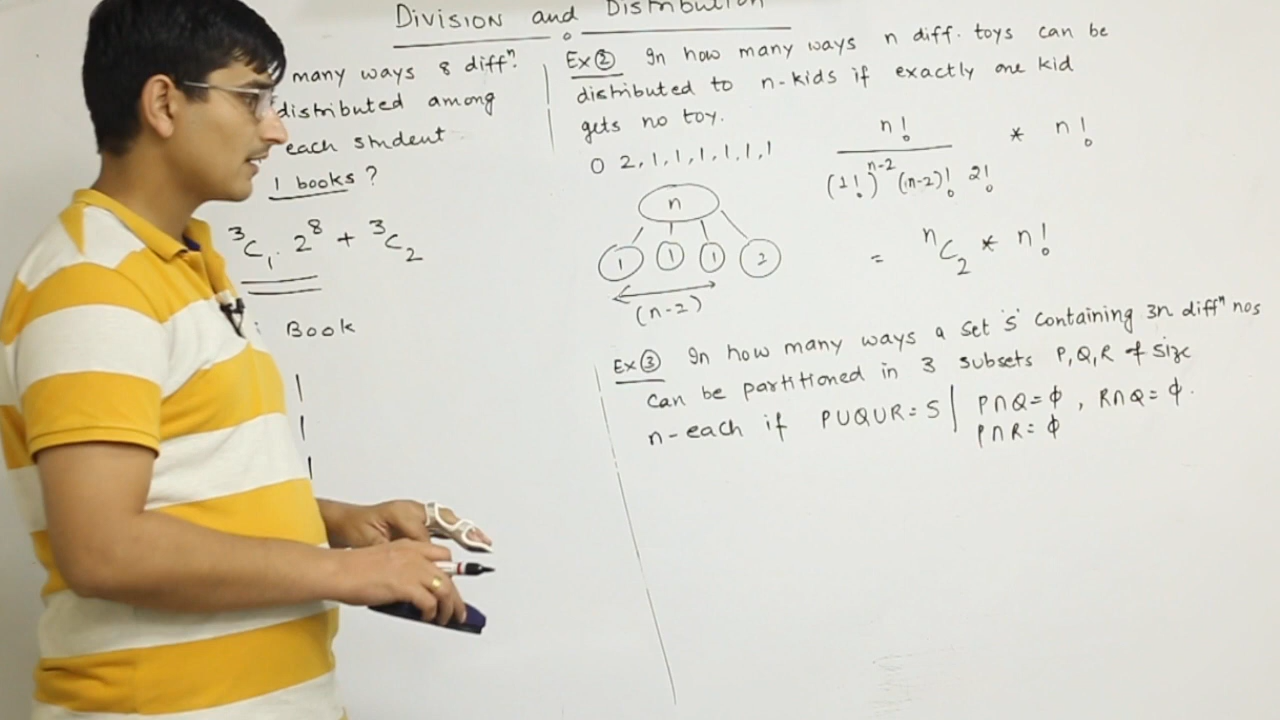 Division and Distribution
many ways 8 diffⁿ.
distributed among
each student
1 books ?
³C₁. 2⁸ + ³C₂
Book
1
1
1
Ex② In how many ways n diff. toys can be
distributed to n-kids if exactly one kid
gets no toy.
0 2, 1, 1, 1, 1, 1, 1
n
1 1 1 2
(n-2)
n! * n!
(1!)ⁿ⁻² (n-2)! 2!
= ⁿC₂ * n!
Ex③ In how many ways a set 'S' containing 3n diffⁿ nos
can be partitioned in 3 subsets P, Q, R of size
n-each if PUQUR = S | P∩Q = φ , R∩Q = φ.
P∩R = φ